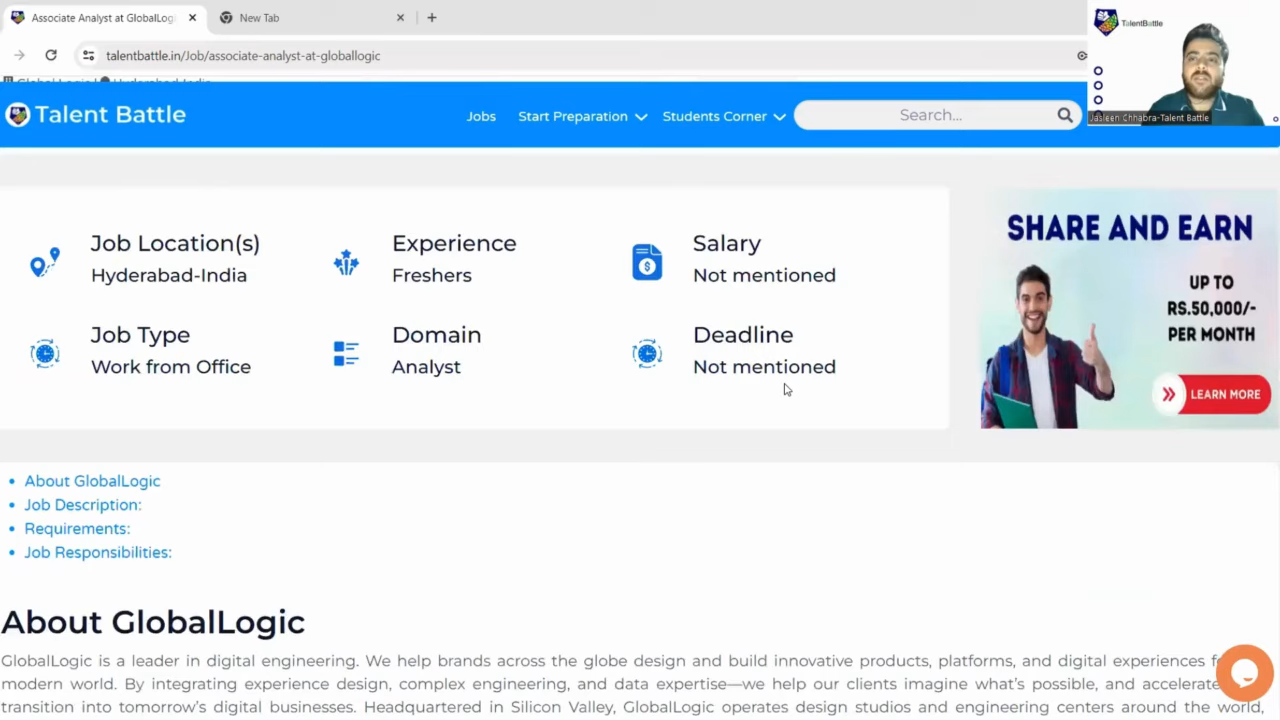 Associate Analyst at GlobalLogi
New Tab
talentbattle.in/Job/associate-analyst-at-globallogic
TalentBattle
Jasleen Chhabra-Talent Battle
Talent Battle
Jobs
Start Preparation
Students Corner
Search...
Job Location(s)
Hyderabad-India
Experience
Freshers
Salary
Not mentioned
Job Type
Work from Office
Domain
Analyst
Deadline
Not mentioned
SHARE AND EARN
UP TO
RS.50,000/-
PER MONTH
LEARN MORE
About GlobalLogic
Job Description:
Requirements:
Job Responsibilities:
About GlobalLogic
GlobalLogic is a leader in digital engineering. We help brands across the globe design and build innovative products, platforms, and digital experiences
modern world. By integrating experience design, complex engineering, and data expertise—we help our clients imagine what's possible, and accelerate
transition into tomorrow's digital businesses. Headquartered in Silicon Valley, GlobalLogic operates design studios and engineering centers around the world,